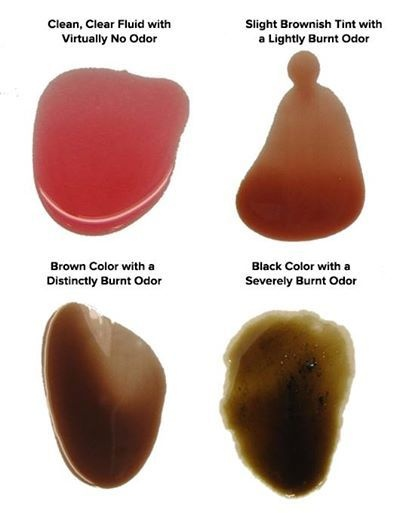 Clean, Clear Fluid with
Virtually No Odor
Slight Brownish Tint with
a Lightly Burnt Odor
Brown Color with a
Distinctly Burnt Odor
Black Color with a
Severely Burnt Odor